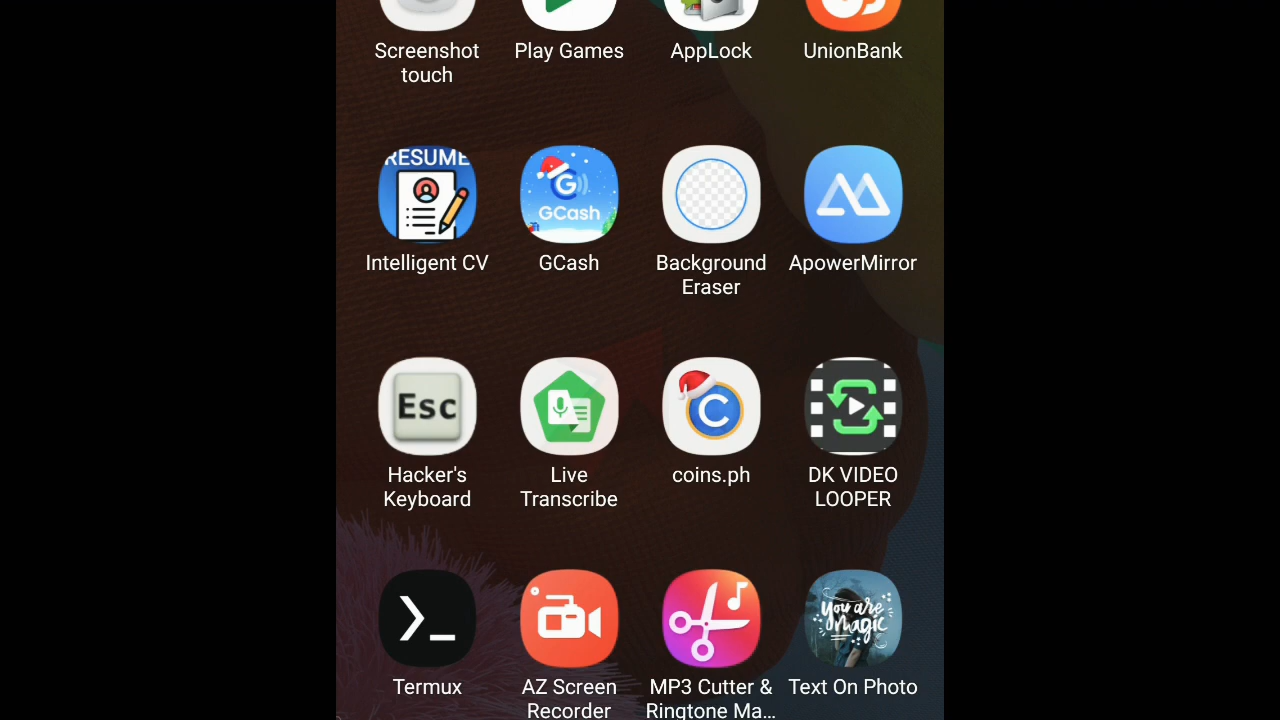 Screenshot
touch
Play Games
AppLock
UnionBank
RESUME
GCash
Intelligent CV
GCash
Background
Eraser
ApowerMirror
Esc
C
Hacker's
Keyboard
Live
Transcribe
coins.ph
DK VIDEO
LOOPER
you are
magic
Termux
AZ Screen
Recorder
MP3 Cutter &
Ringtone Ma...
Text On Photo